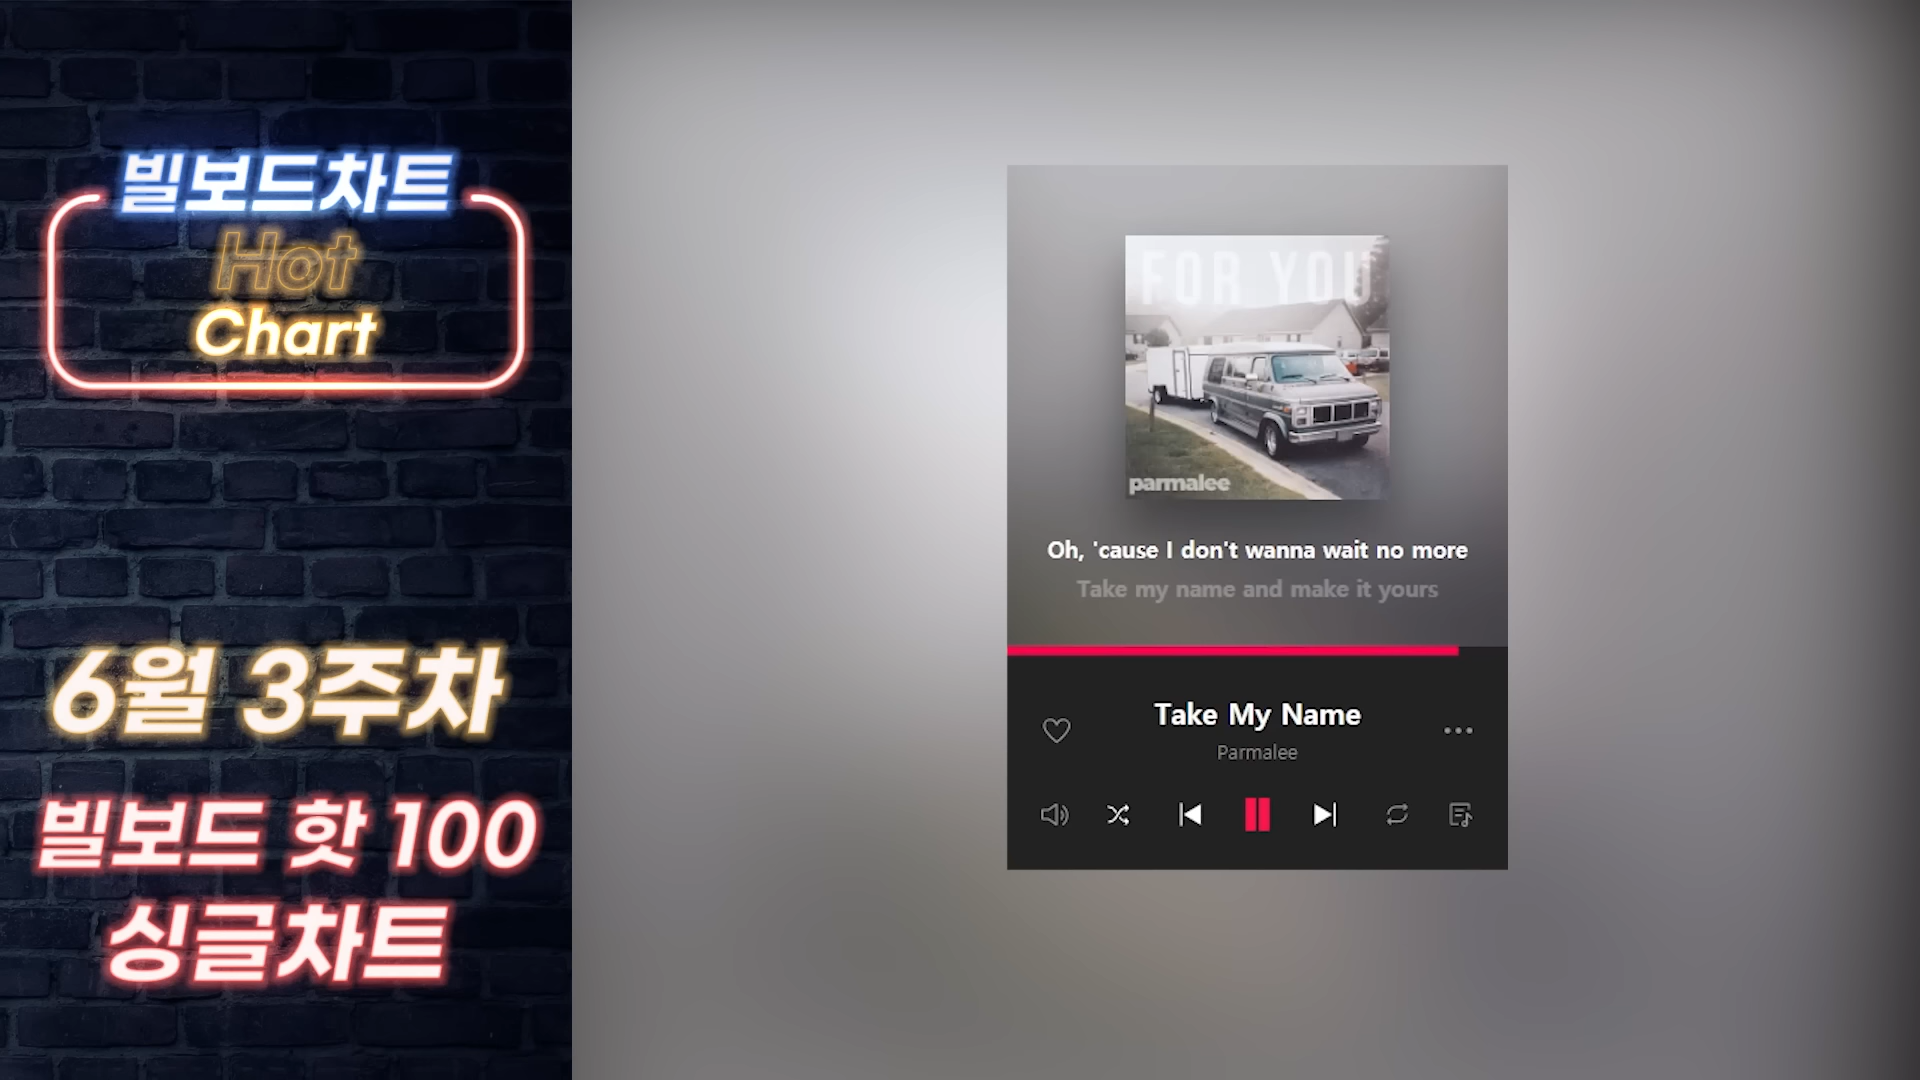 빌보드차트
Hot
Chart
6월 3주차
빌보드 핫 100
싱글차트
FOR YOU
parmalee
Oh, 'cause I don't wanna wait no more
Take my name and make it yours
Take My Name
Parmalee